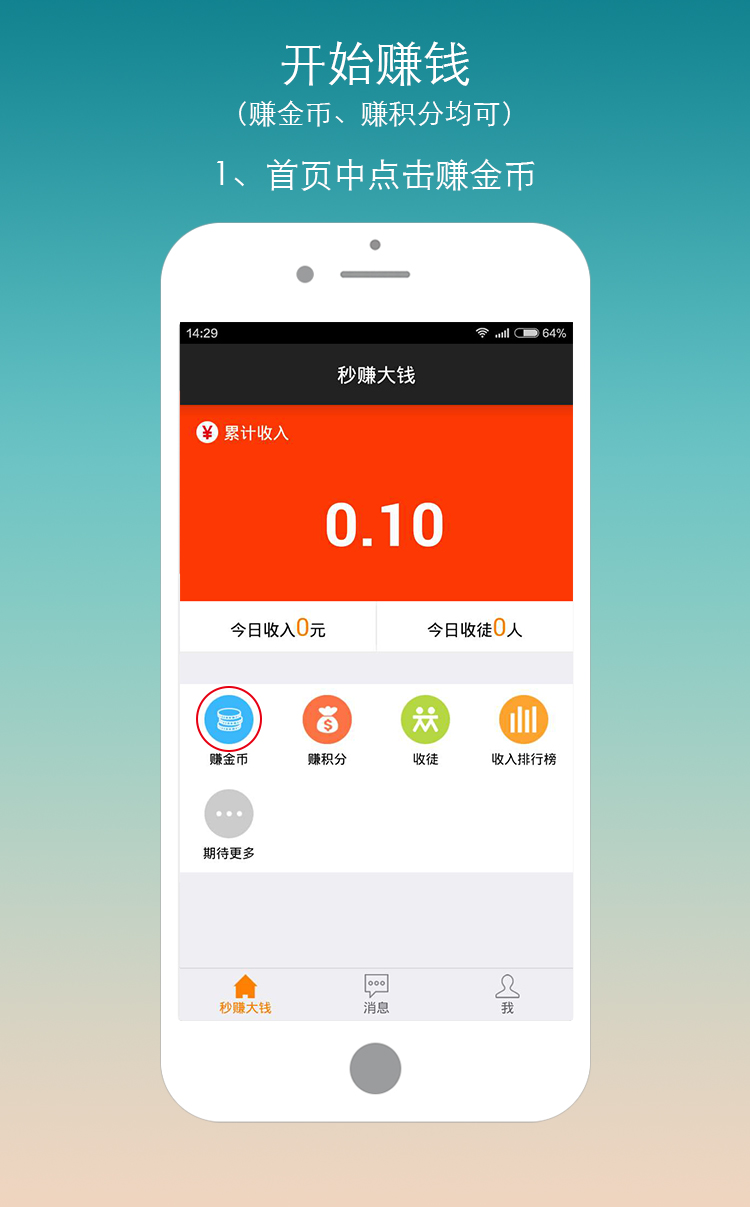 开始赚钱
（赚金币、赚积分均可）
1、首页中点击赚金币
14:29 64%
秒赚大钱
¥ 累计收入
0.10
今日收入0元 今日收徒0人
$
赚金币 赚积分 收徒 收入排行榜
期待更多
秒赚大钱 消息 我